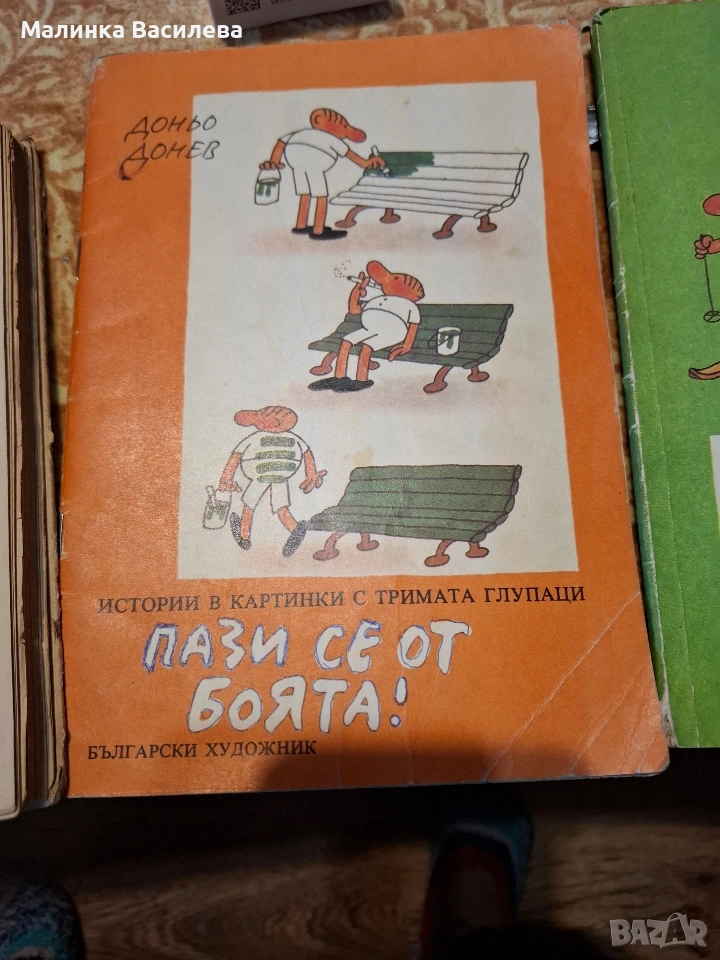 Малинка Василева
ДОНЬО
ДОНЕВ
ИСТОРИИ В КАРТИНКИ С ТРИМАТА ГЛУПАЦИ
ПАЗИ СЕ ОТ
БОЯТА!
БЪЛГАРСКИ ХУДОЖНИК
BAZAR